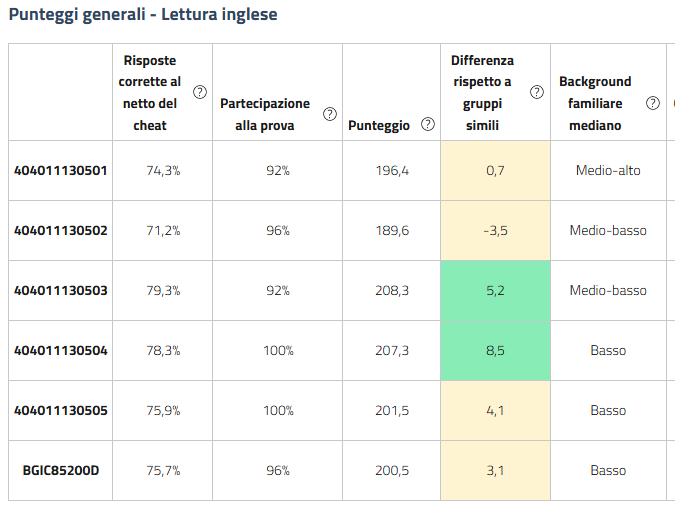 Punteggi generali - Lettura inglese
Risposte corrette al netto del cheat ? Partecipazione alla prova ? Punteggio ? Differenza rispetto a gruppi simili ? Background familiare mediano ?
404011130501 74,3% 92% 196,4 0,7 Medio-alto
404011130502 71,2% 96% 189,6 -3,5 Medio-basso
404011130503 79,3% 92% 208,3 5,2 Medio-basso
404011130504 78,3% 100% 207,3 8,5 Basso
404011130505 75,9% 100% 201,5 4,1 Basso
BGIC85200D 75,7% 96% 200,5 3,1 Basso